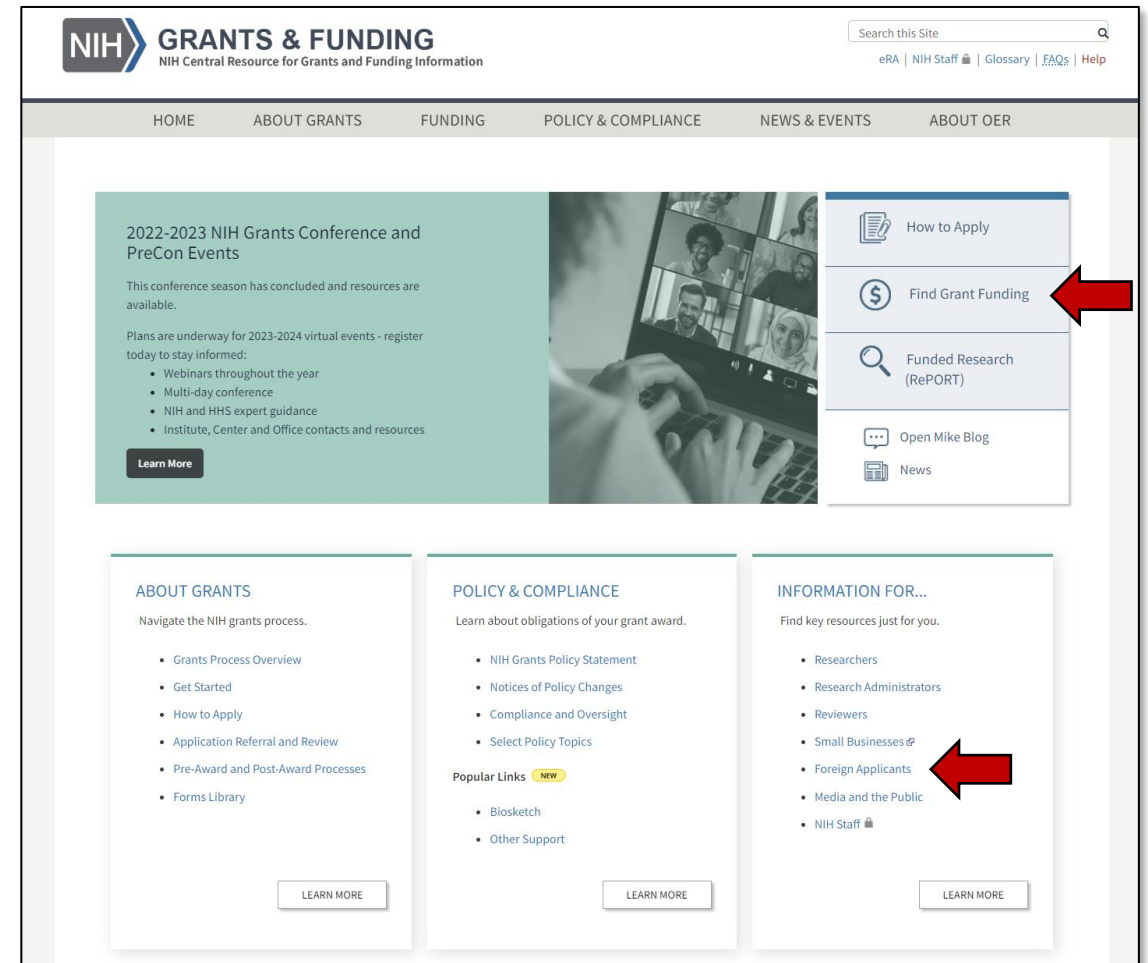 NIH
GRANTS & FUNDING
NIH Central Resource for Grants and Funding Information
Search this Site
eRA | NIH Staff | Glossary | FAQs | Help
HOME ABOUT GRANTS FUNDING POLICY & COMPLIANCE NEWS & EVENTS ABOUT OER
2022-2023 NIH Grants Conference and
PreCon Events
This conference season has concluded and resources are
available.
Plans are underway for 2023-2024 virtual events - register
today to stay informed:
• Webinars throughout the year
• Multi-day conference
• NIH and HHS expert guidance
• Institute, Center and Office contacts and resources
Learn More
How to Apply
Find Grant Funding
Funded Research
(RePORT)
Open Mike Blog
News
ABOUT GRANTS
Navigate the NIH grants process.
• Grants Process Overview
• Get Started
• How to Apply
• Application Referral and Review
• Pre-Award and Post-Award Processes
• Forms Library
LEARN MORE
POLICY & COMPLIANCE
Learn about obligations of your grant award.
• NIH Grants Policy Statement
• Notices of Policy Changes
• Compliance and Oversight
• Select Policy Topics
Popular Links NEW
• Biosketch
• Other Support
LEARN MORE
INFORMATION FOR...
Find key resources just for you.
• Researchers
• Research Administrators
• Reviewers
• Small Businesses
• Foreign Applicants
• Media and the Public
• NIH Staff
LEARN MORE